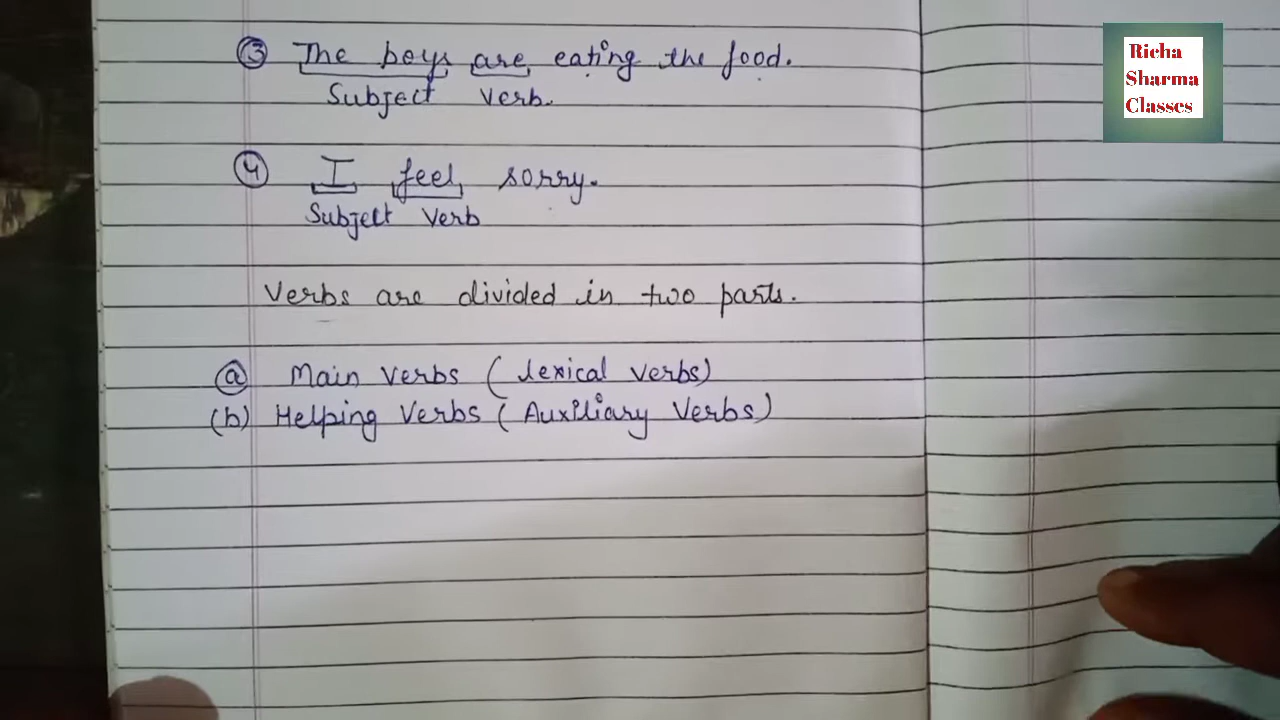 ③ The boys are eating the food.
Subject Verb.
④ I feel sorry.
Subject Verb
Verbs are divided in two parts.
ⓐ Main Verbs (Lexical Verbs)
(b) Helping Verbs (Auxiliary Verbs)
Richa
Sharma
Classes